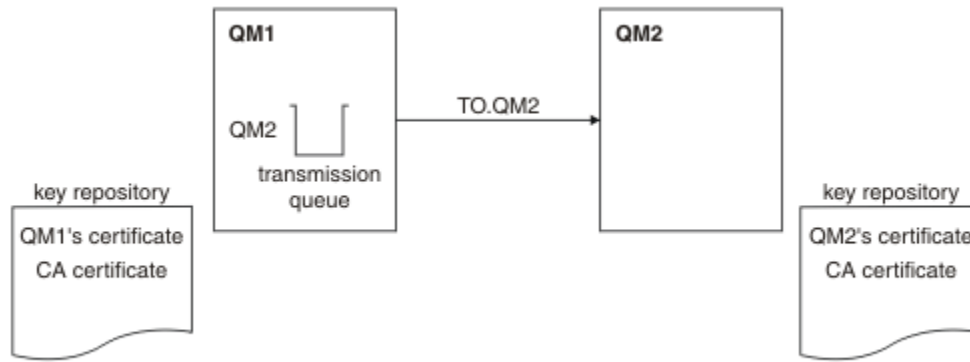 QM1
QM2
TO.QM2
QM2
transmission
queue
key repository
QM1's certificate
CA certificate
key repository
QM2's certificate
CA certificate